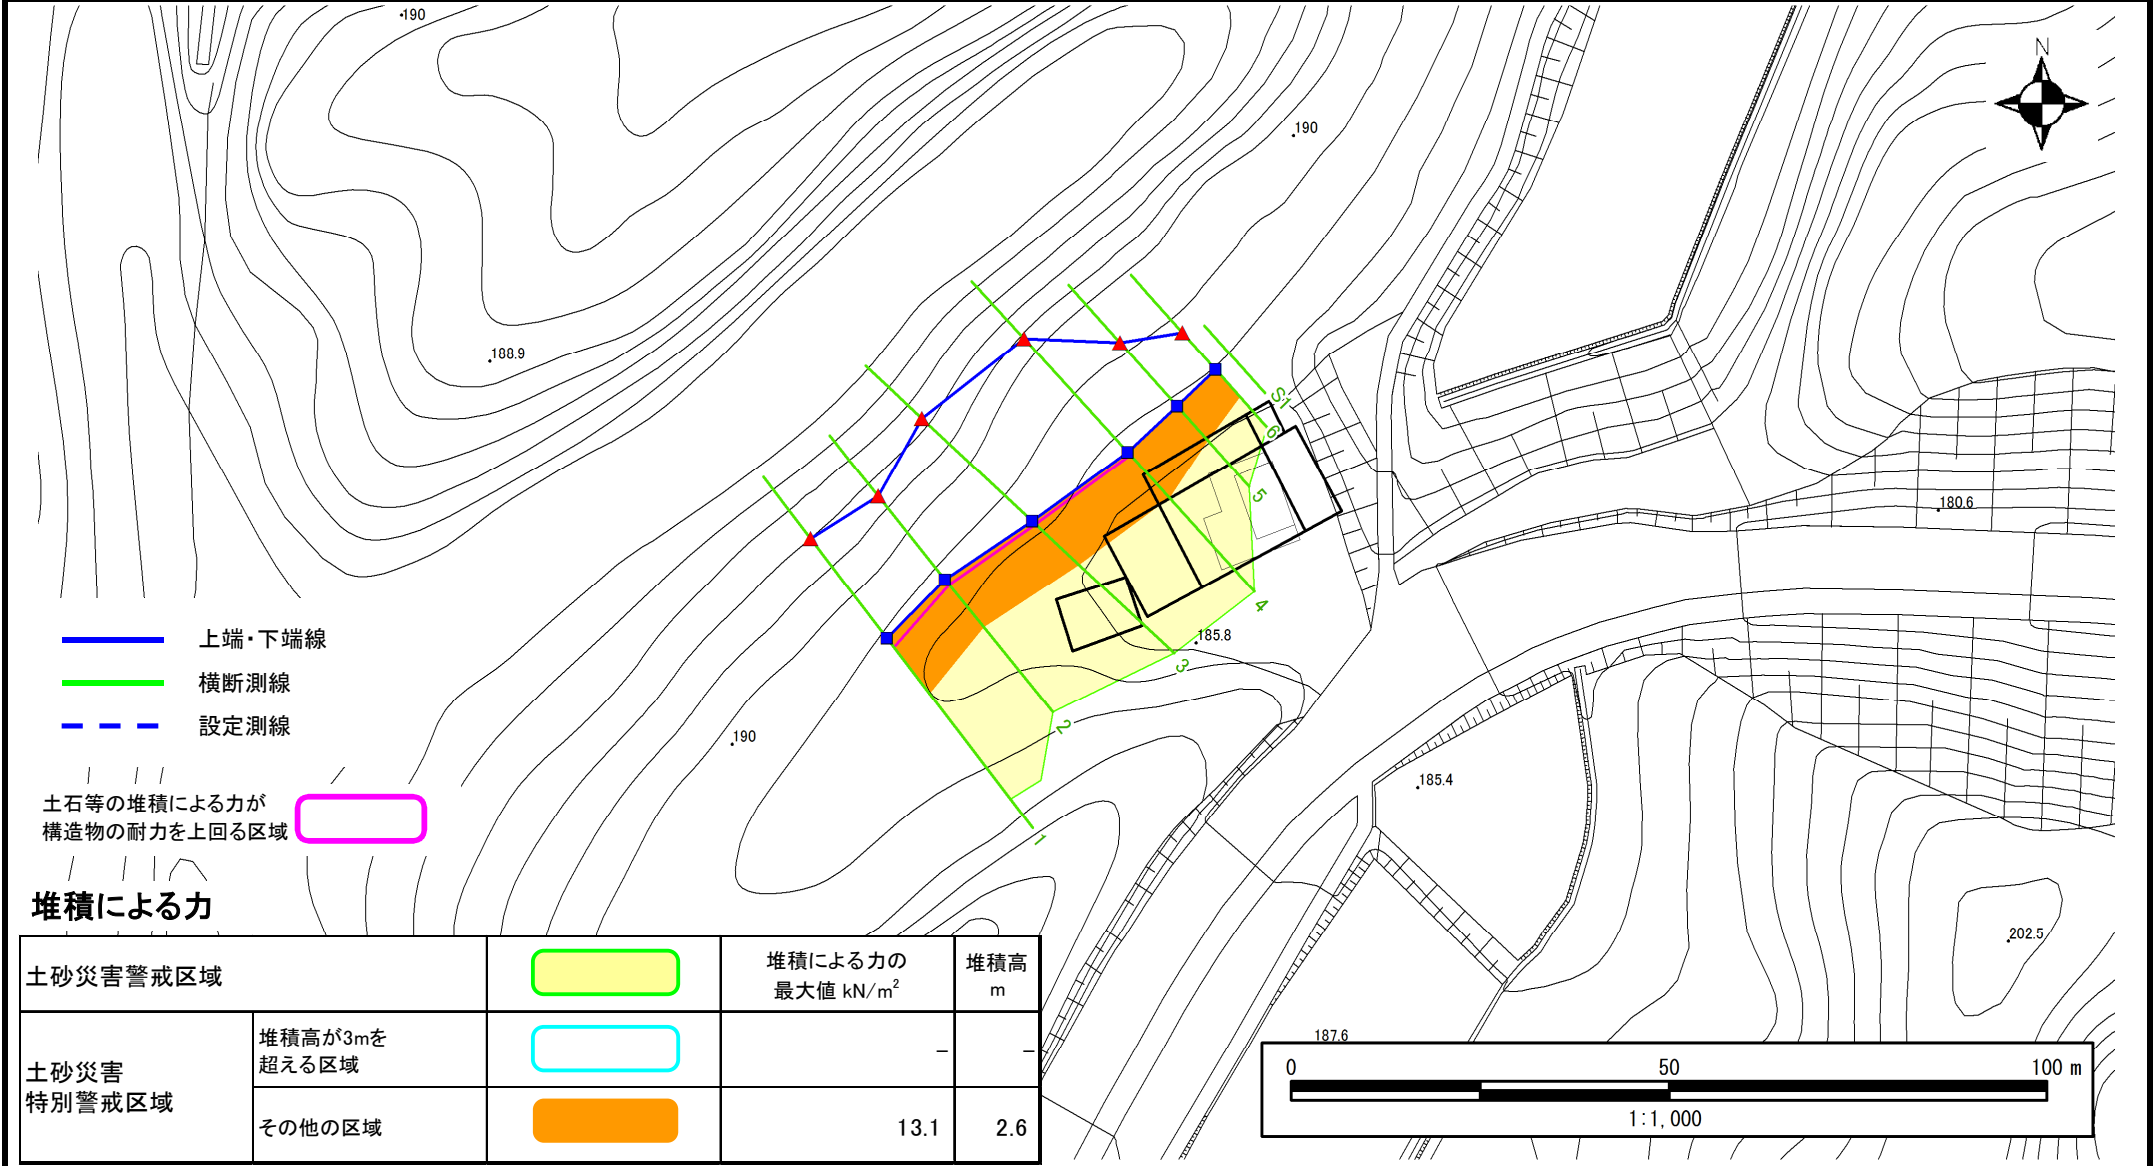 190
N
190
188.9
S1
6
5
180.6
4
185.8
3
2
190
185.4
1
202.5
187.6
上端・下端線
横断測線
設定測線
土石等の堆積による力が
構造物の耐力を上回る区域
堆積による力
土砂災害警戒区域
堆積による力の
最大値 kN/m²
堆積高
m
土砂災害
特別警戒区域
堆積高が3mを
超える区域
－
－
その他の区域
13.1
2.6
0
50
100 m
1:1,000